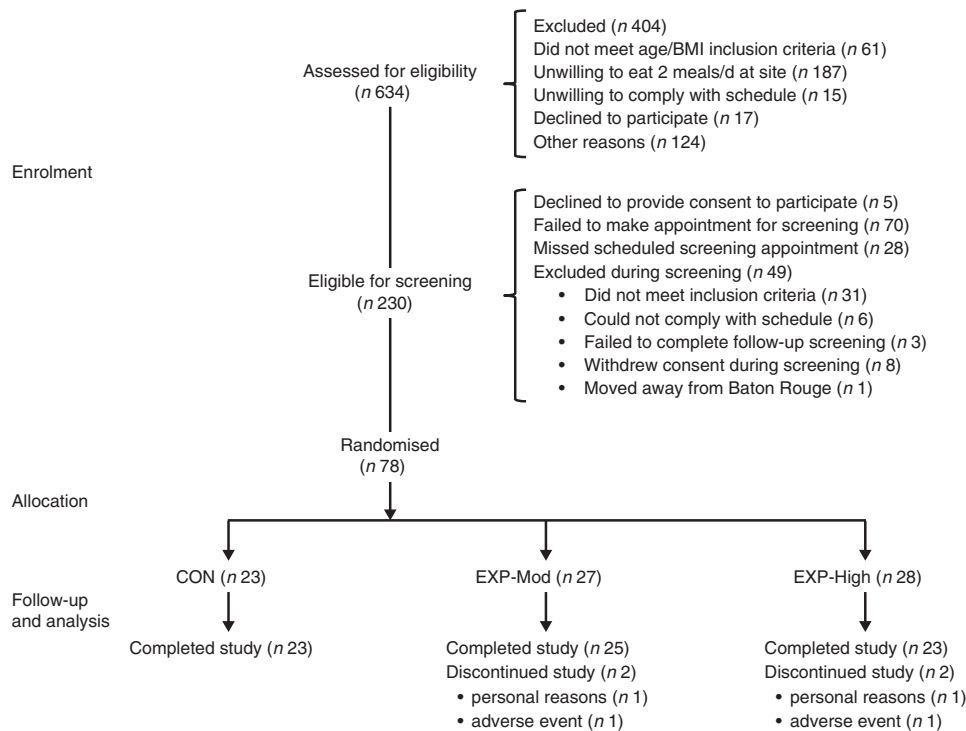 Assessed for eligibility
(n 634)
Excluded (n 404)
Did not meet age/BMI inclusion criteria (n 61)
Unwilling to eat 2 meals/d at site (n 187)
Unwilling to comply with schedule (n 15)
Declined to participate (n 17)
Other reasons (n 124)
Enrolment
Eligible for screening
(n 230)
Declined to provide consent to participate (n 5)
Failed to make appointment for screening (n 70)
Missed scheduled screening appointment (n 28)
Excluded during screening (n 49)
• Did not meet inclusion criteria (n 31)
• Could not comply with schedule (n 6)
• Failed to complete follow-up screening (n 3)
• Withdrew consent during screening (n 8)
• Moved away from Baton Rouge (n 1)
Randomised
(n 78)
Allocation
CON (n 23)
EXP-Mod (n 27)
EXP-High (n 28)
Follow-up
and analysis
Completed study (n 23)
Completed study (n 25)
Discontinued study (n 2)
• personal reasons (n 1)
• adverse event (n 1)
Completed study (n 23)
Discontinued study (n 2)
• personal reasons (n 1)
• adverse event (n 1)